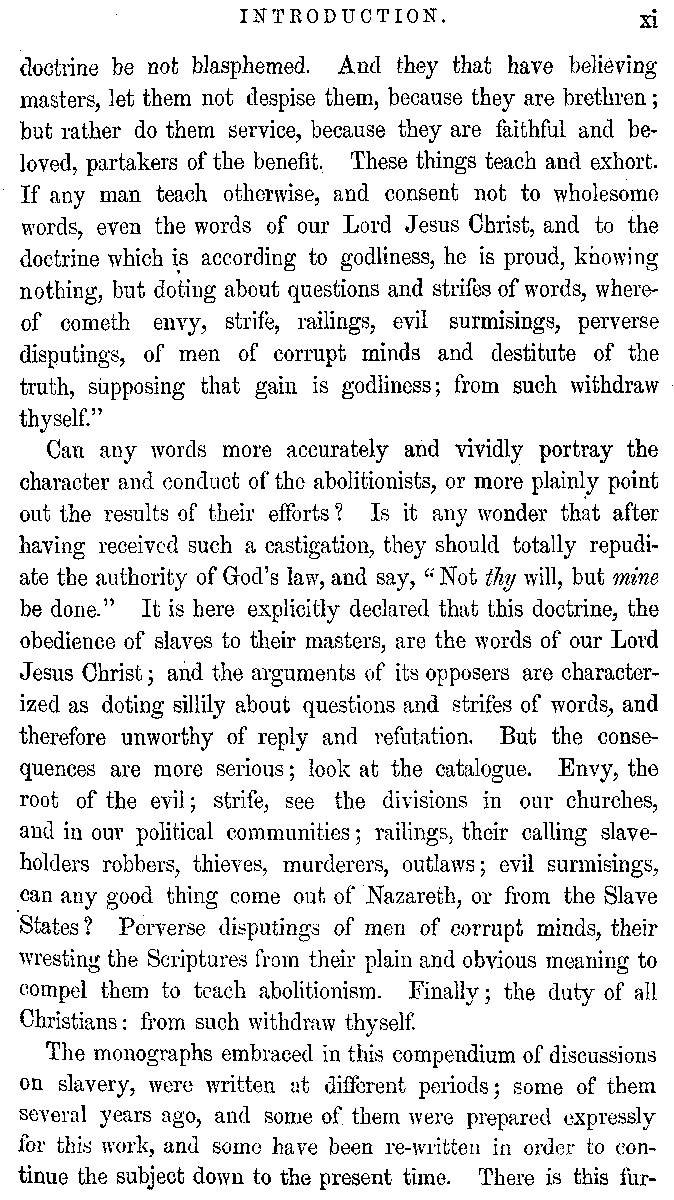 INTRODUCTION. xi
doctrine be not blasphemed. And they that have believing
masters, let them not despise them, because they are brethren;
but rather do them service, because they are faithful and be-
loved, partakers of the benefit. These things teach and exhort.
If any man teach otherwise, and consent not to wholesome
words, even the words of our Lord Jesus Christ, and to the
doctrine which is according to godliness, he is proud, knowing
nothing, but doting about questions and strifes of words, where-
of cometh envy, strife, railings, evil surmisings, perverse
disputings, of men of corrupt minds and destitute of the
truth, supposing that gain is godliness; from such withdraw
thyself."
Can any words more accurately and vividly portray the
character and conduct of the abolitionists, or more plainly point
out the results of their efforts? Is it any wonder that after
having received such a castigation, they should totally repudi-
ate the authority of God's law, and say, "Not thy will, but mine
be done." It is here explicitly declared that this doctrine, the
obedience of slaves to their masters, are the words of our Lord
Jesus Christ; and the arguments of its opposers are character-
ized as doting sillily about questions and strifes of words, and
therefore unworthy of reply and refutation. But the conse-
quences are more serious; look at the catalogue. Envy, the
root of the evil; strife, see the divisions in our churches,
and in our political communities; railings, their calling slave-
holders robbers, thieves, murderers, outlaws; evil surmisings,
can any good thing come out of Nazareth, or from the Slave
States? Perverse disputings of men of corrupt minds, their
wresting the Scriptures from their plain and obvious meaning to
compel them to teach abolitionism. Finally; the duty of all
Christians: from such withdraw thyself.
The monographs embraced in this compendium of discussions
on slavery, were written at different periods; some of them
several years ago, and some of them were prepared expressly
for this work, and some have been re-written in order to con-
tinue the subject down to the present time. There is this fur-